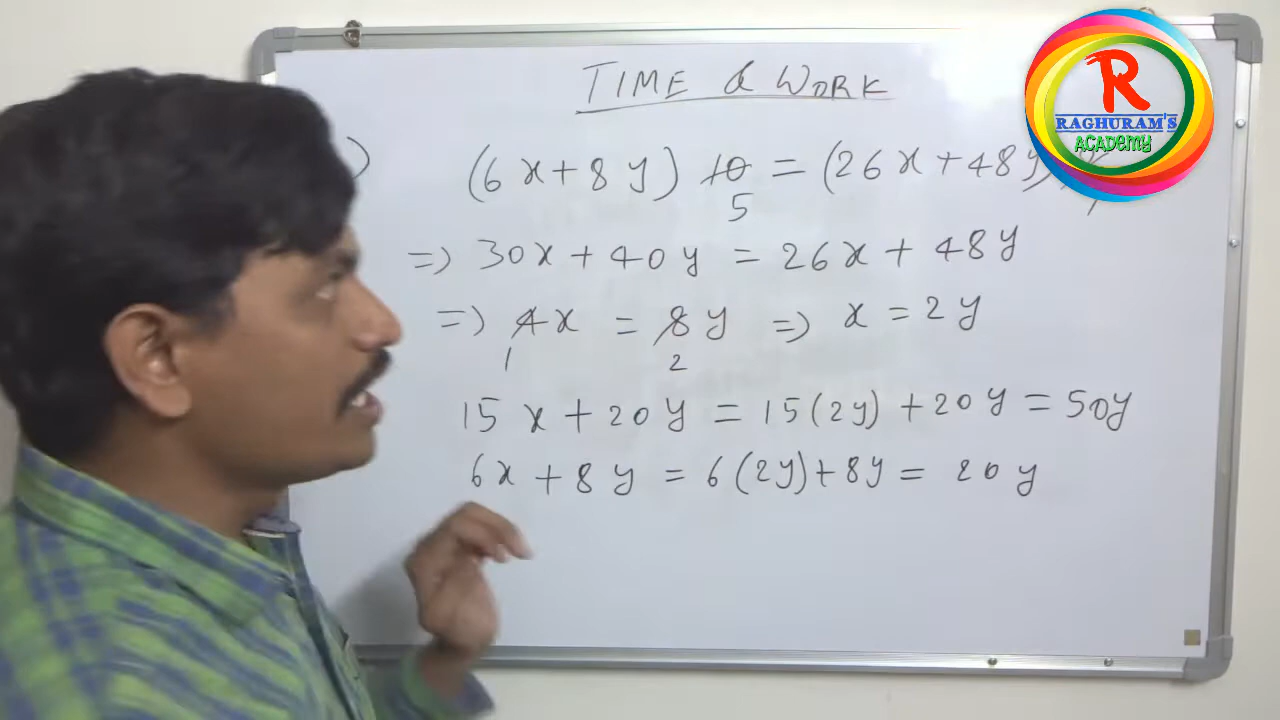 TIME & WORK
R
RAGHURAM'S
ACADEMY
) (6x+8y) 10 = (26x+48y)
5 1
=> 30x + 40y = 26x + 48y
=> 4x = 8y => x = 2y
1 2
15x + 20y = 15(2y) + 20y = 50y
6x + 8y = 6(2y)+8y = 20y